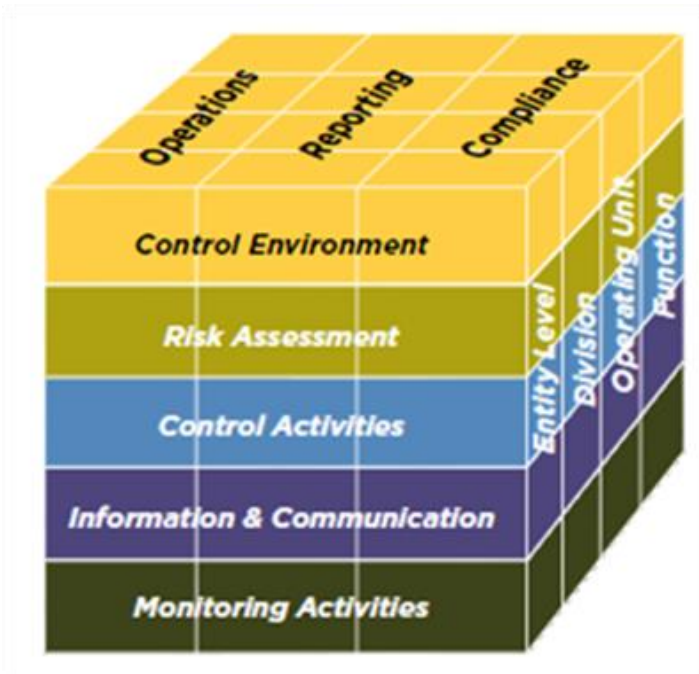 Operations
Reporting
Compliance
Control Environment
Risk Assessment
Control Activities
Information & Communication
Monitoring Activities
Entity Level
Division
Operating Unit
Function